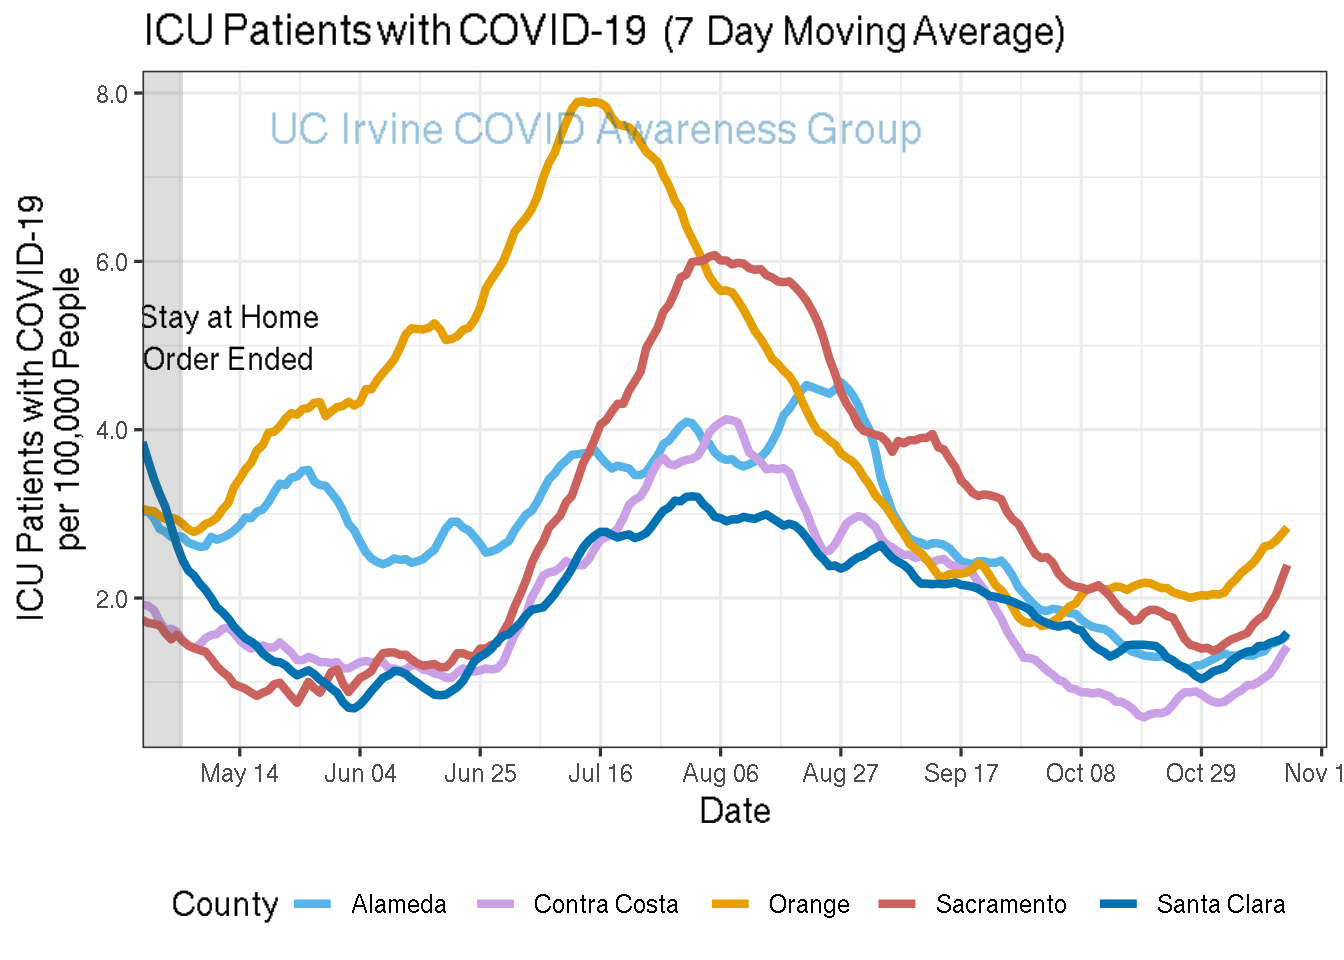 ICU Patients with COVID-19 (7 Day Moving Average)
UC Irvine COVID Awareness Group
Stay at Home
Order Ended
ICU Patients with COVID-19
per 100,000 People
8.0
6.0
4.0
2.0
May 14 Jun 04 Jun 25 Jul 16 Aug 06 Aug 27 Sep 17 Oct 08 Oct 29 Nov 1
Date
County Alameda Contra Costa Orange Sacramento Santa Clara